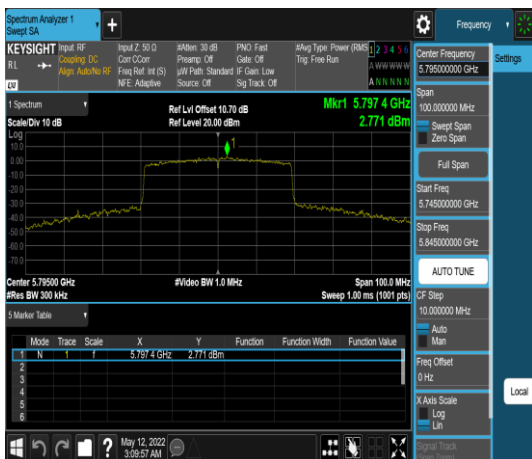 Spectrum Analyzer 1
Swept SA
+
Frequency
KEYSIGHT
RL
LXI
Input: RF
Coupling: DC
Align: Auto/No RF
Input Z: 50 Ω
Corr CCorr
Freq Ref: Int (S)
NFE: Adaptive
#Atten: 30 dB
Preamp: Off
µW Path: Standard
Source: Off
PNO: Fast
Gate: Off
IF Gain: Low
Sig Track: Off
#Avg Type: Power (RMS
Trig: Free Run
1 2 3 4 5 6
A WWWWW
A N N N N N
1 Spectrum
Scale/Div 10 dB
Ref Lvl Offset 10.70 dB
Ref Level 20.00 dBm
Mkr1 5.797 4 GHz
2.771 dBm
Log
10.0
0.00
-10.0
-20.0
-30.0
-40.0
-50.0
-60.0
-70.0
1
Center 5.79500 GHz
#Res BW 300 kHz
#Video BW 1.0 MHz
Span 100.0 MHz
Sweep 1.00 ms (1001 pts)
5 Marker Table
Mode Trace Scale X Y Function Function Width Function Value
1 N 1 f 5.797 4 GHz 2.771 dBm
2
3
4
5
6
May 12, 2022
3:09:57 AM
?
Center Frequency
5.795000000 GHz
Span
100.000000 MHz
Swept Span
Zero Span
Full Span
Start Freq
5.745000000 GHz
Stop Freq
5.845000000 GHz
AUTO TUNE
CF Step
10.000000 MHz
Auto
Man
Freq Offset
0 Hz
X Axis Scale
Log
Lin
Signal Track
Settings
Local